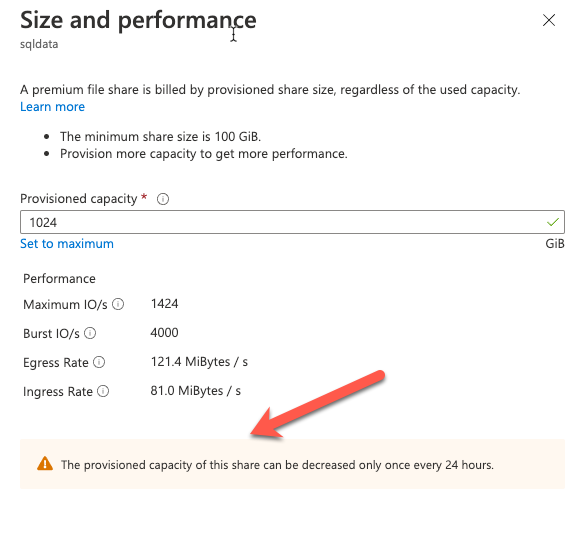 Size and performance
sqldata
A premium file share is billed by provisioned share size, regardless of the used capacity.
Learn more
• The minimum share size is 100 GiB.
• Provision more capacity to get more performance.
Provisioned capacity *
1024
Set to maximum GiB
Performance
Maximum IO/s 1424
Burst IO/s 4000
Egress Rate 121.4 MiBytes / s
Ingress Rate 81.0 MiBytes / s
The provisioned capacity of this share can be decreased only once every 24 hours.